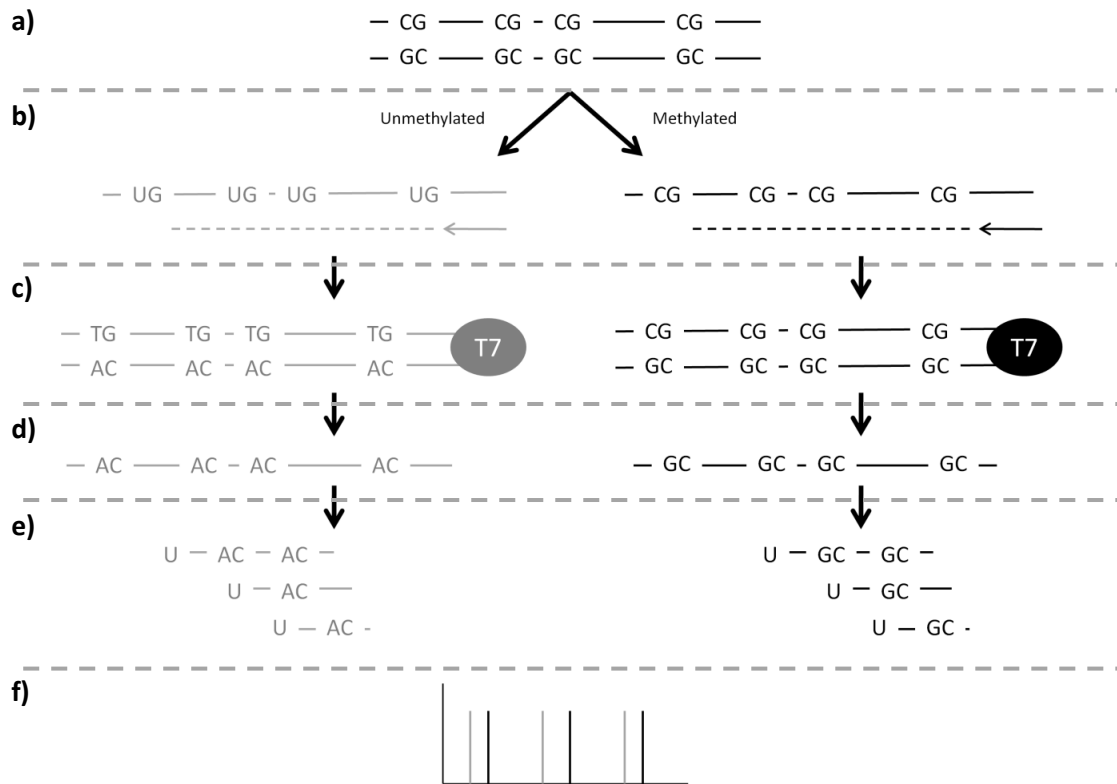 a)
CG CG CG CG
GC GC GC GC
b)
Unmethylated Methylated
UG UG UG UG CG CG CG CG
c)
TG TG TG TG T7 CG CG CG CG T7
AC AC AC AC GC GC GC GC
d)
AC AC AC AC GC GC GC GC
e)
U AC AC U GC GC
U AC U GC
U AC U GC
f)